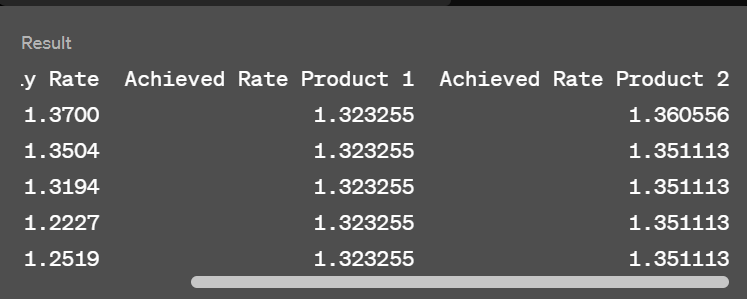 Result
.y Rate Achieved Rate Product 1 Achieved Rate Product 2
1.3700 1.323255 1.360556
1.3504 1.323255 1.351113
1.3194 1.323255 1.351113
1.2227 1.323255 1.351113
1.2519 1.323255 1.351113